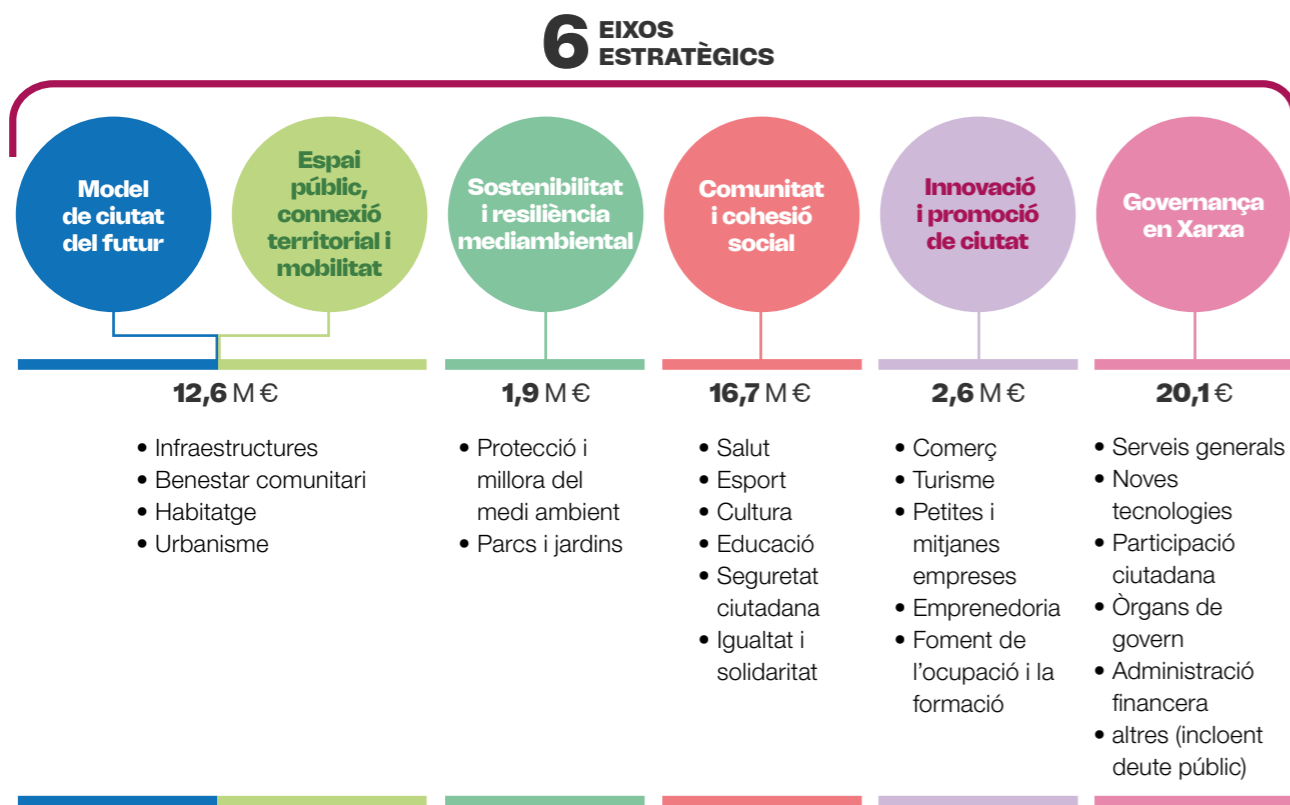 6 EIXOS
ESTRATÈGICS
Model
de ciutat
del futur
Espai
públic,
connexió
territorial i
mobilitat
Sostenibilitat
i resiliència
mediambiental
Comunitat
i cohesió
social
Innovació
i promoció
de ciutat
Governança
en Xarxa
12,6 M €
• Infraestructures
• Benestar comunitari
• Habitatge
• Urbanisme
1,9 M €
• Protecció i
millora del
medi ambient
• Parcs i jardins
16,7 M €
• Salut
• Esport
• Cultura
• Educació
• Seguretat
ciutadana
• Igualtat i
solidaritat
2,6 M €
• Comerç
• Turisme
• Petites i
mitjanes
empreses
• Emprenedoria
• Foment de
l’ocupació i la
formació
20,1 €
• Serveis generals
• Noves
tecnologies
• Participació
ciutadana
• Òrgans de
govern
• Administració
financera
• altres (incloent
deute públic)